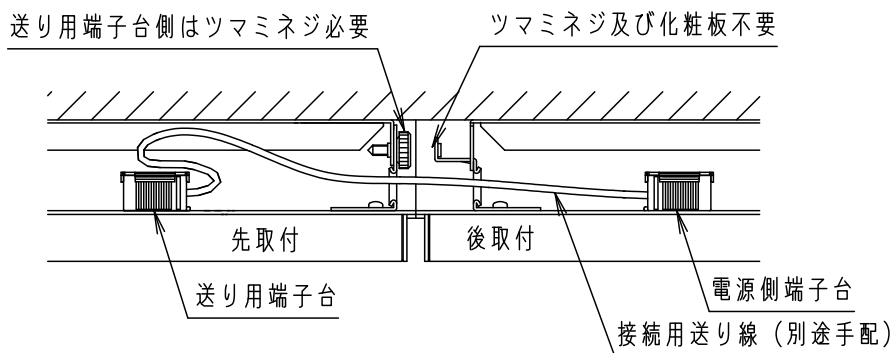 送り用端子台側はツマミネジ必要
ツマミネジ及び化粧板不要
先取付
後取付
送り用端子台
電源側端子台
接続用送り線（別途手配）